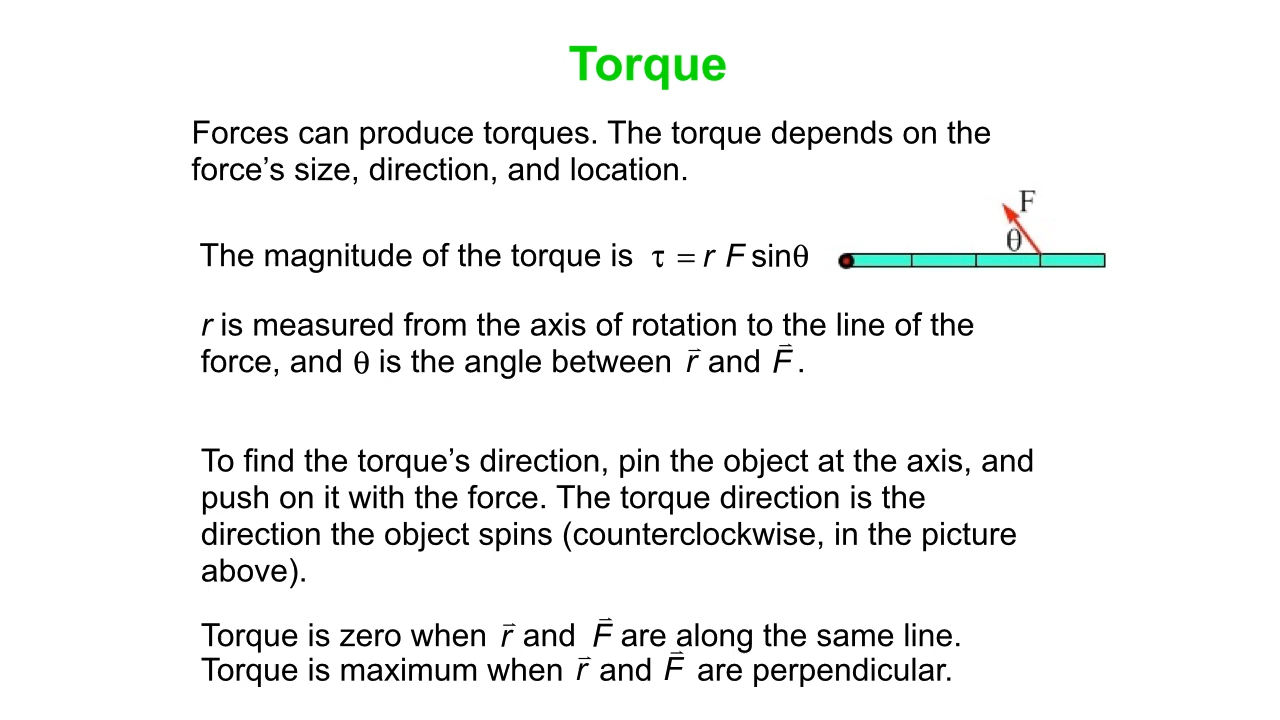 Torque
Forces can produce torques. The torque depends on the
force’s size, direction, and location.
F
θ
The magnitude of the torque is τ = r F sinθ
r is measured from the axis of rotation to the line of the
force, and θ is the angle between r⃗ and F⃗ .
To find the torque’s direction, pin the object at the axis, and
push on it with the force. The torque direction is the
direction the object spins (counterclockwise, in the picture
above).
Torque is zero when r⃗ and F⃗ are along the same line.
Torque is maximum when r⃗ and F⃗ are perpendicular.